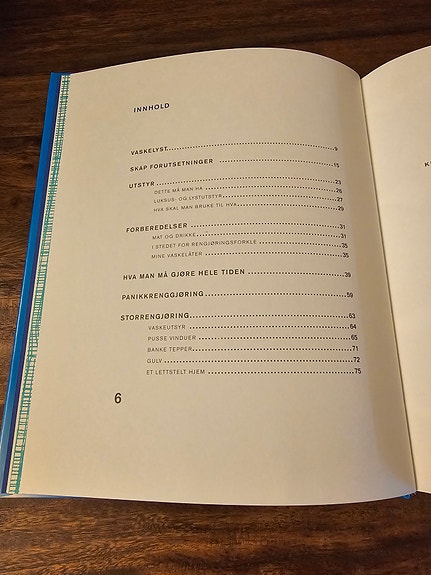 INNHOLD
VASKELYST 9
SKAP FORUTSETNINGER 15
UTSTYR 23
DETTE MÅ MAN HA 26
LUKSUS- OG LYSTUTSTYR 27
HVA SKAL MAN BRUKE TIL HVA 29
FORBEREDELSER 31
MAT OG DRIKKE 31
I STEDET FOR RENGJØRINGSFORKLE 35
MINE VASKELÅTER 35
HVA MAN MÅ GJØRE HELE TIDEN 39
PANIKKRENGGJØRING 59
STORRENGJØRING 63
VASKEUTSYR 64
PUSSE VINDUER 65
BANKE TEPPER 71
GULV 72
ET LETTSTELT HJEM 75
6